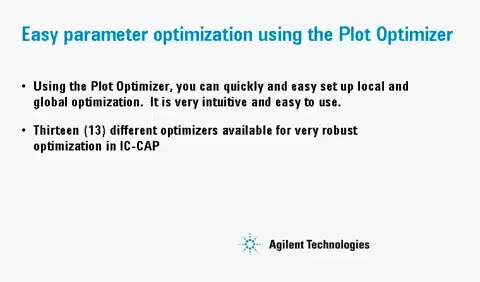 Easy parameter optimization using the Plot Optimizer
• Using the Plot Optimizer, you can quickly and easy set up local and
global optimization.  It is very intuitive and easy to use.
• Thirteen (13) different optimizers available for very robust
optimization in IC-CAP
Agilent Technologies